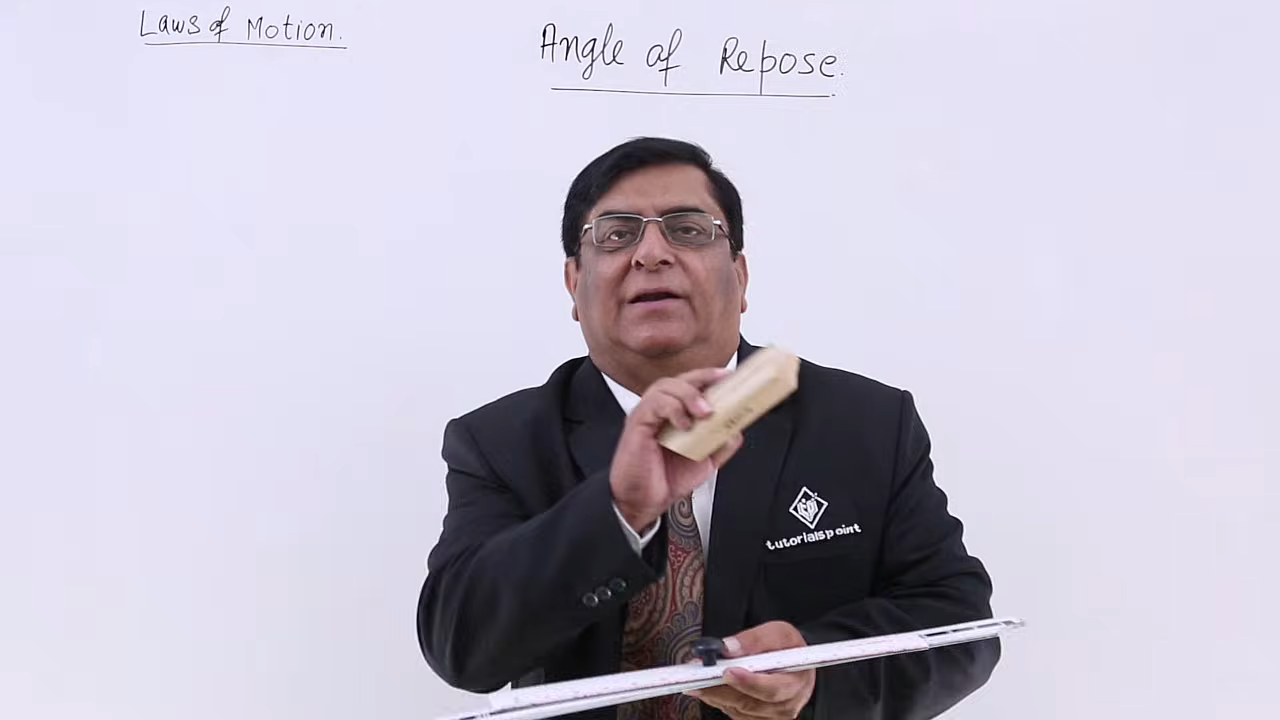 Laws of Motion.
Angle of Repose.
tutorialspoint